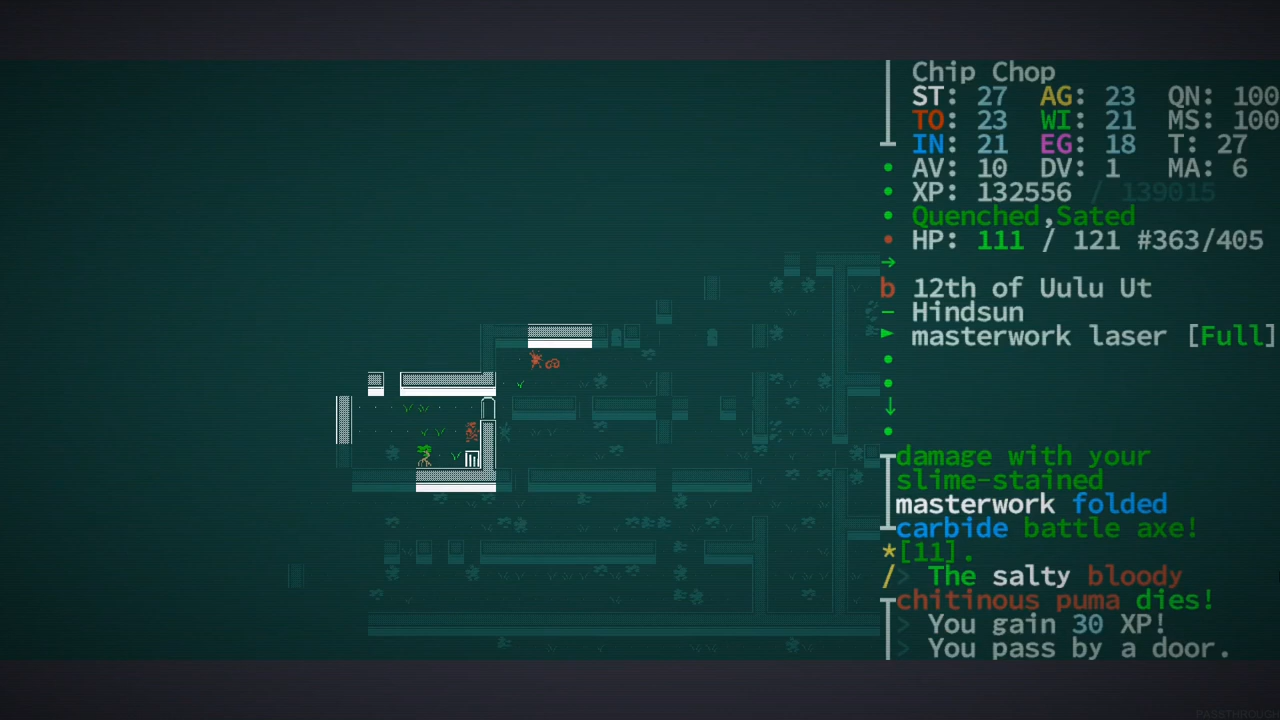 Chip Chop
ST: 27 AG: 23 QN: 100
TO: 23 WI: 21 MS: 100
IN: 21 EG: 18 T: 27
AV: 10 DV: 1 MA: 6
XP: 132556 / 139015
Quenched,Sated
HP: 111 / 121 #363/405
b 12th of Uulu Ut
Hindsun
masterwork laser [Full]
damage with your
slime-stained
masterwork folded
carbide battle axe!
*[11].
/> The salty bloody
chitinous puma dies!
> You gain 30 XP!
> You pass by a door.
PASSTHROUGH